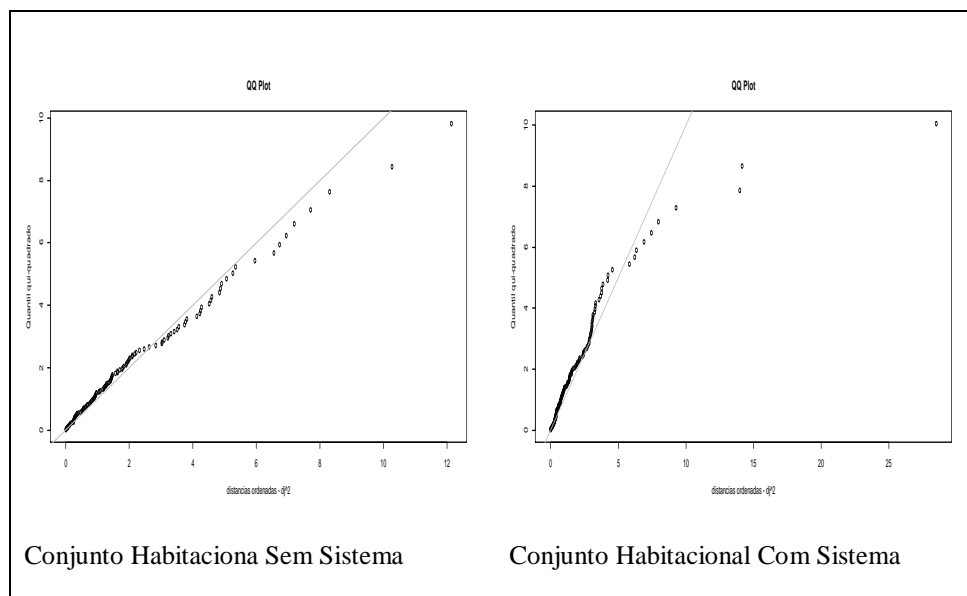 QQ Plot
Quantil qui-quadrado
10
8
6
4
2
0
0 2 4 6 8 10 12
distancias ordenadas - dj^2
QQ Plot
Quantil qui-quadrado
10
8
6
4
2
0
0 5 10 15 20 25
distancias ordenadas - dj^2
Conjunto Habitaciona Sem Sistema
Conjunto Habitacional Com Sistema